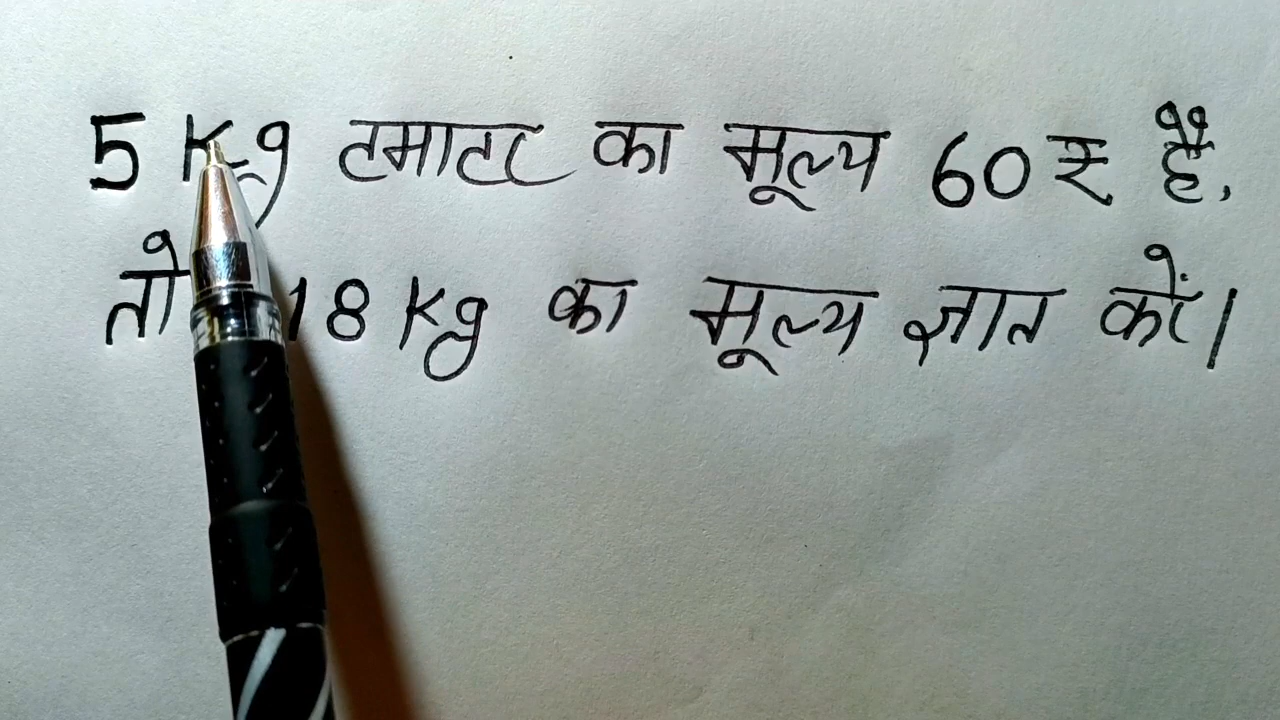 5 Kg टमाटर का मूल्य 60 ₹ है,
तो 18 Kg का मूल्य ज्ञात करें।